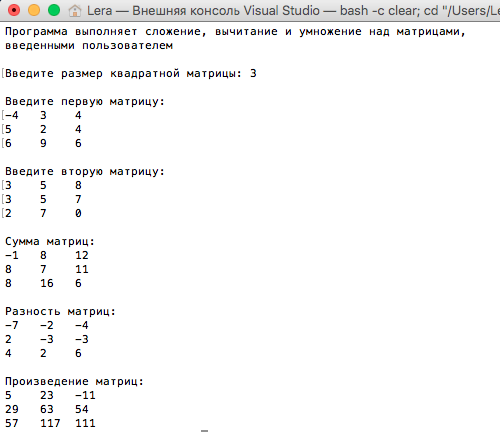 Lera — Внешняя консоль Visual Studio — bash -c clear; cd "/Users/Le
Программа выполняет сложение, вычитание и умножение над матрицами,
введенными пользователем
Введите размер квадратной матрицы: 3
Введите первую матрицу:
-4 3 4
5 2 4
6 9 6
Введите вторую матрицу:
3 5 8
3 5 7
2 7 0
Сумма матриц:
-1 8 12
8 7 11
8 16 6
Разность матриц:
-7 -2 -4
2 -3 -3
4 2 6
Произведение матриц:
5 23 -11
29 63 54
57 117 111